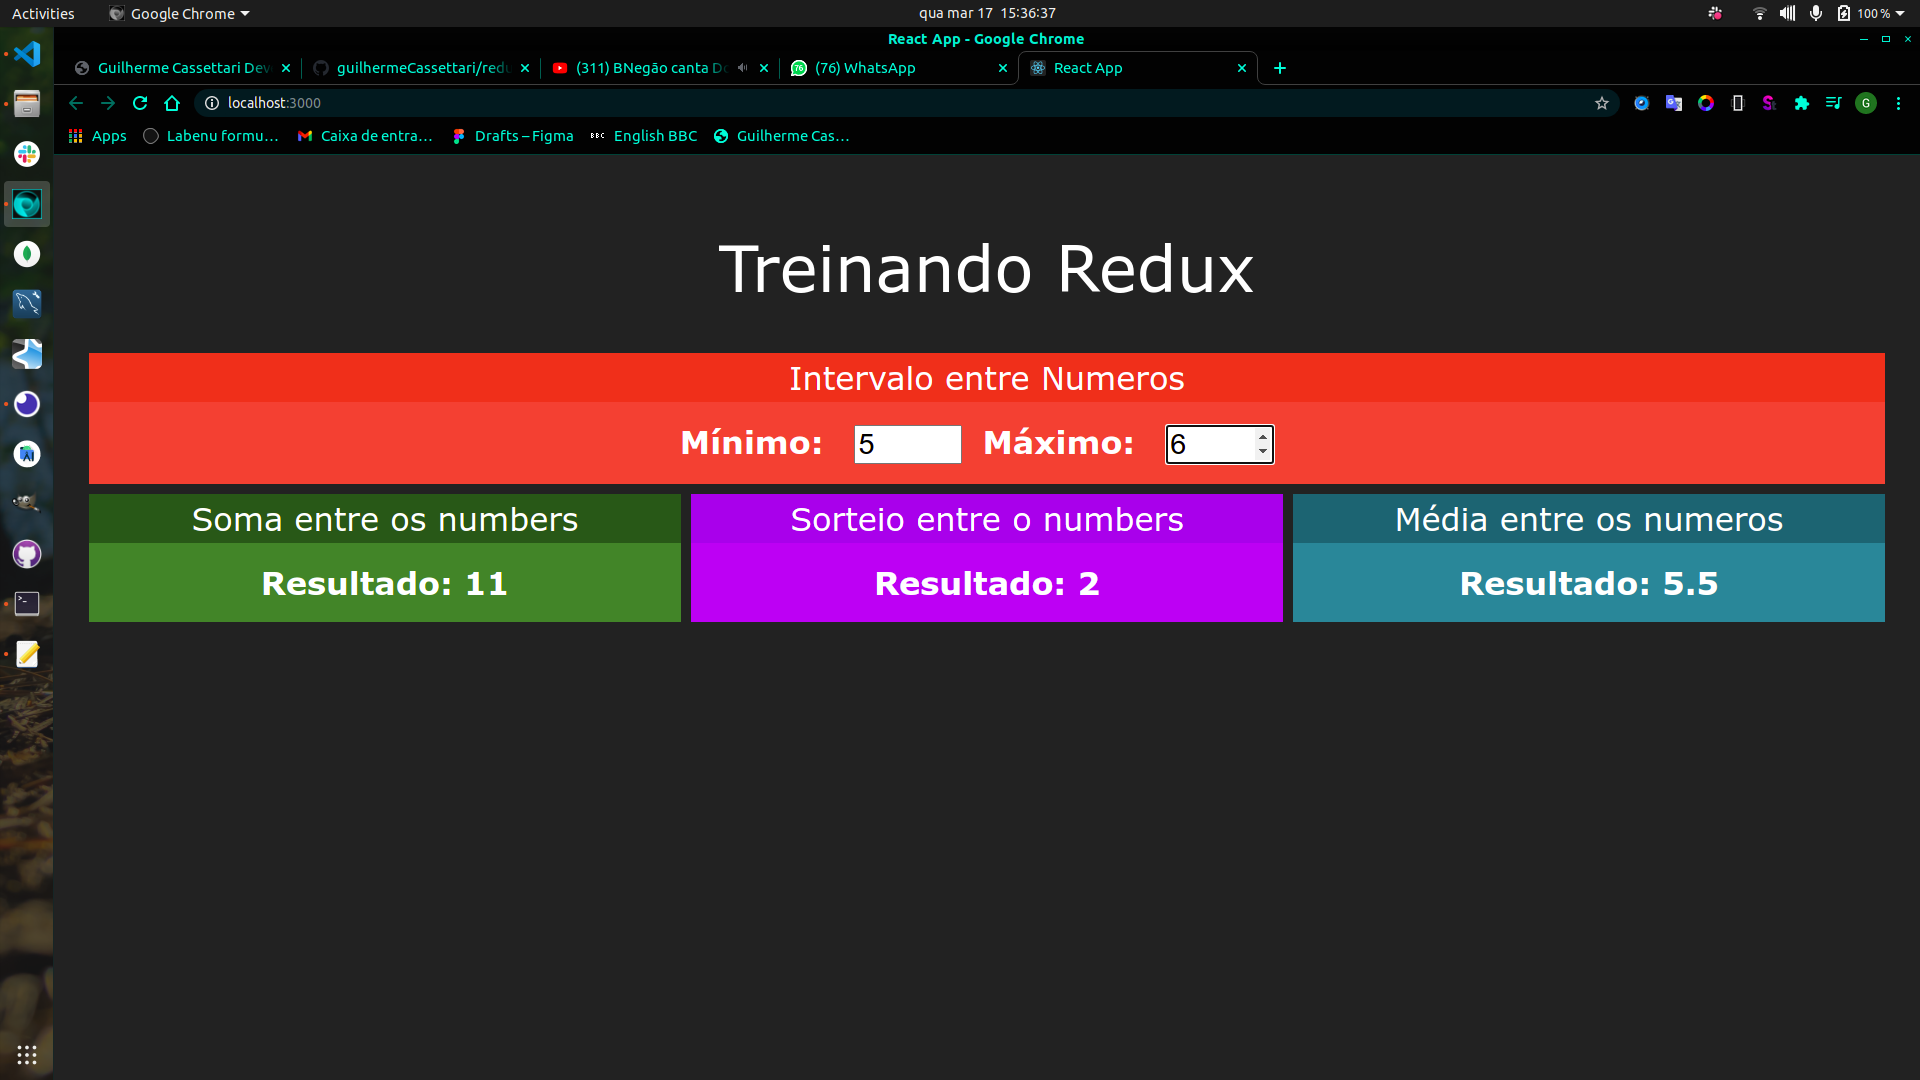 Activities Google Chrome qua mar 17 15:36:37 100 %
React App - Google Chrome
Guilherme Cassettari Dev guilhermeCassettari/redu (311) BNegão canta Do (76) WhatsApp React App
localhost:3000 G
Apps Labenu formu… Caixa de entra… Drafts – Figma BBC English BBC Guilherme Cas…
Treinando Redux
Intervalo entre Numeros
Mínimo: 5 Máximo: 6
Soma entre os numbers Sorteio entre o numbers Média entre os numeros
Resultado: 11 Resultado: 2 Resultado: 5.5